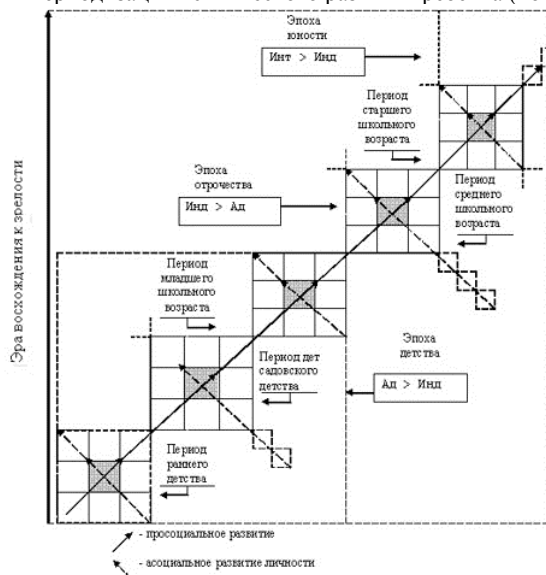 Эпоха
юности
Инт > Инд
Период
старшего
школьного
возраста
Эпоха
отрочества
Инд > Ад
Период
среднего
школьного
возраста
Период
младшего
школьного
возраста
Период дет
садовского
детства
Эпоха
детства
Ад > Инд
Период
раннего
детства
Эра восхождения к зрелости
- просоциальное развитие
- асоциальное развитие личности